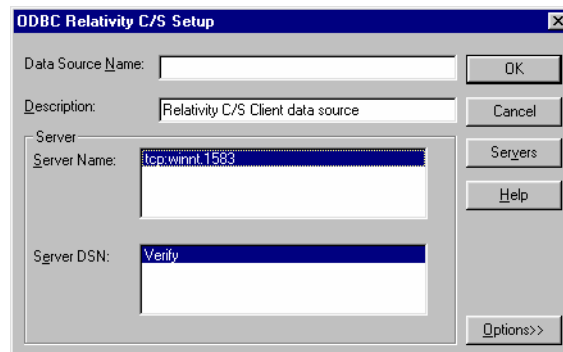 ODBC Relativity C/S Setup
Data Source Name:
OK
Description:
Relativity C/S Client data source
Cancel
Server
Server Name:
tcp:winnt.1583
Servers
Help
Server DSN:
Verify
Options>>